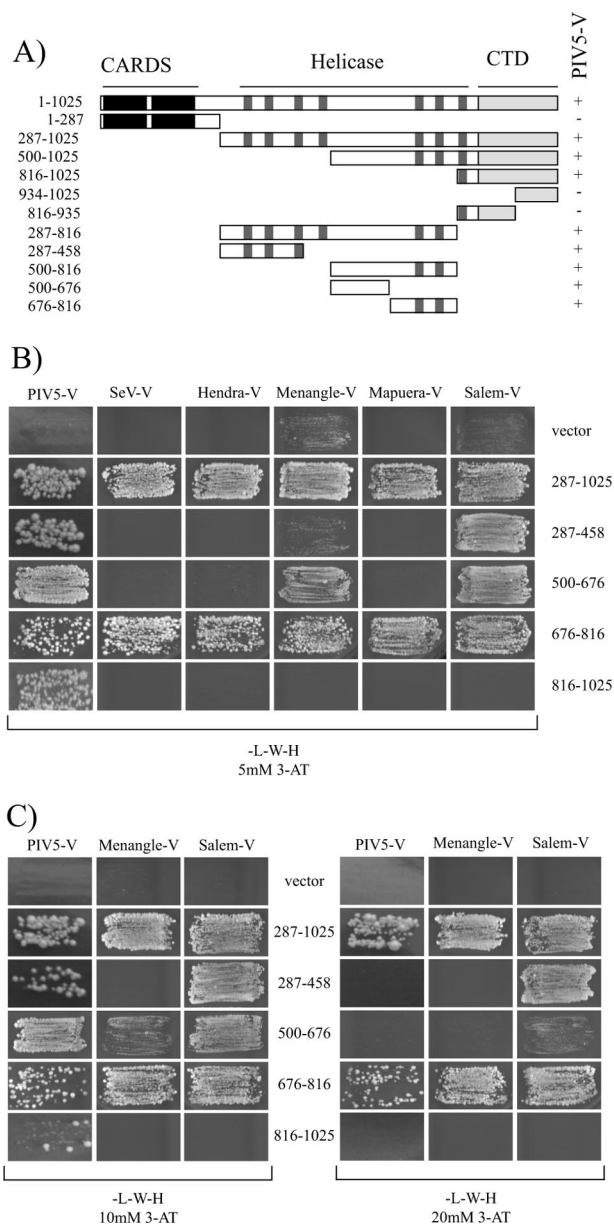 A)
CARDS Helicase CTD PIV5-V
1-1025 +
1-287 -
287-1025 +
500-1025 +
816-1025 +
934-1025 -
816-935 -
287-816 +
287-458 +
500-816 +
500-676 +
676-816 +
B)
PIV5-V SeV-V Hendra-V Menangle-V Mapuera-V Salem-V
vector
287-1025
287-458
500-676
676-816
816-1025
-L-W-H
5mM 3-AT
C)
PIV5-V Menangle-V Salem-V PIV5-V Menangle-V Salem-V
vector
287-1025
287-458
500-676
676-816
816-1025
-L-W-H -L-W-H
10mM 3-AT 20mM 3-AT